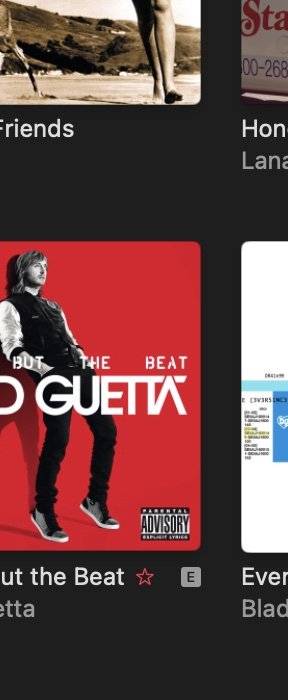 Sta
00-268
Friends
Hon
Lana
BUT THE BEAT
D GUETTA
PARENTAL
ADVISORY
EXPLICIT LYRICS
ut the Beat ☆ E
Ever
etta
Blad